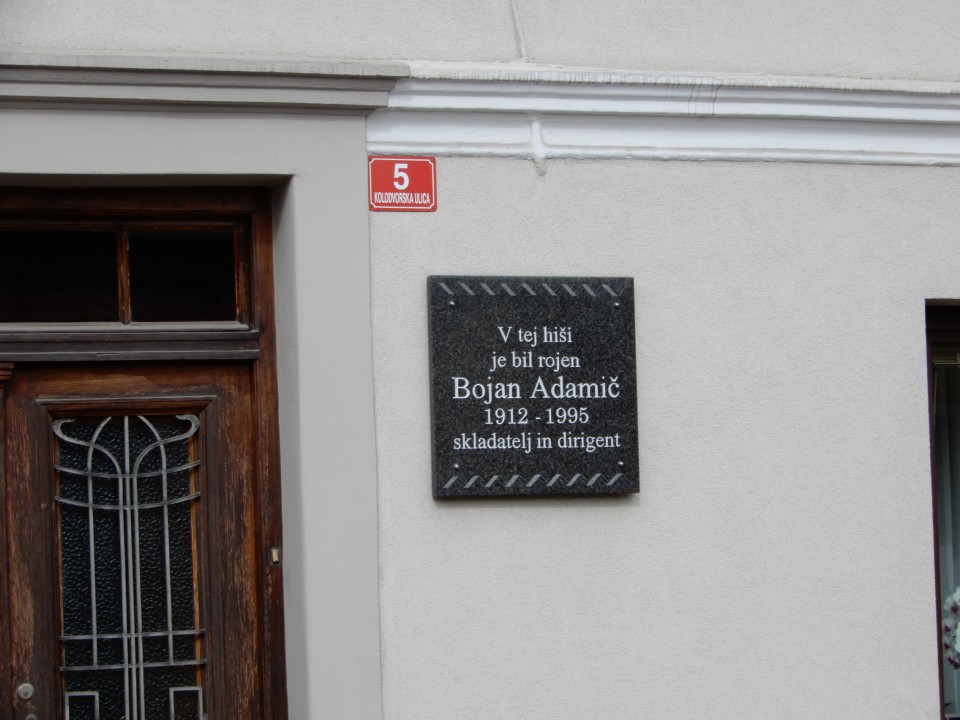 5
KOLODVORSKA ULICA
V tej hiši
je bil rojen
Bojan Adamič
1912 - 1995
skladatelj in dirigent